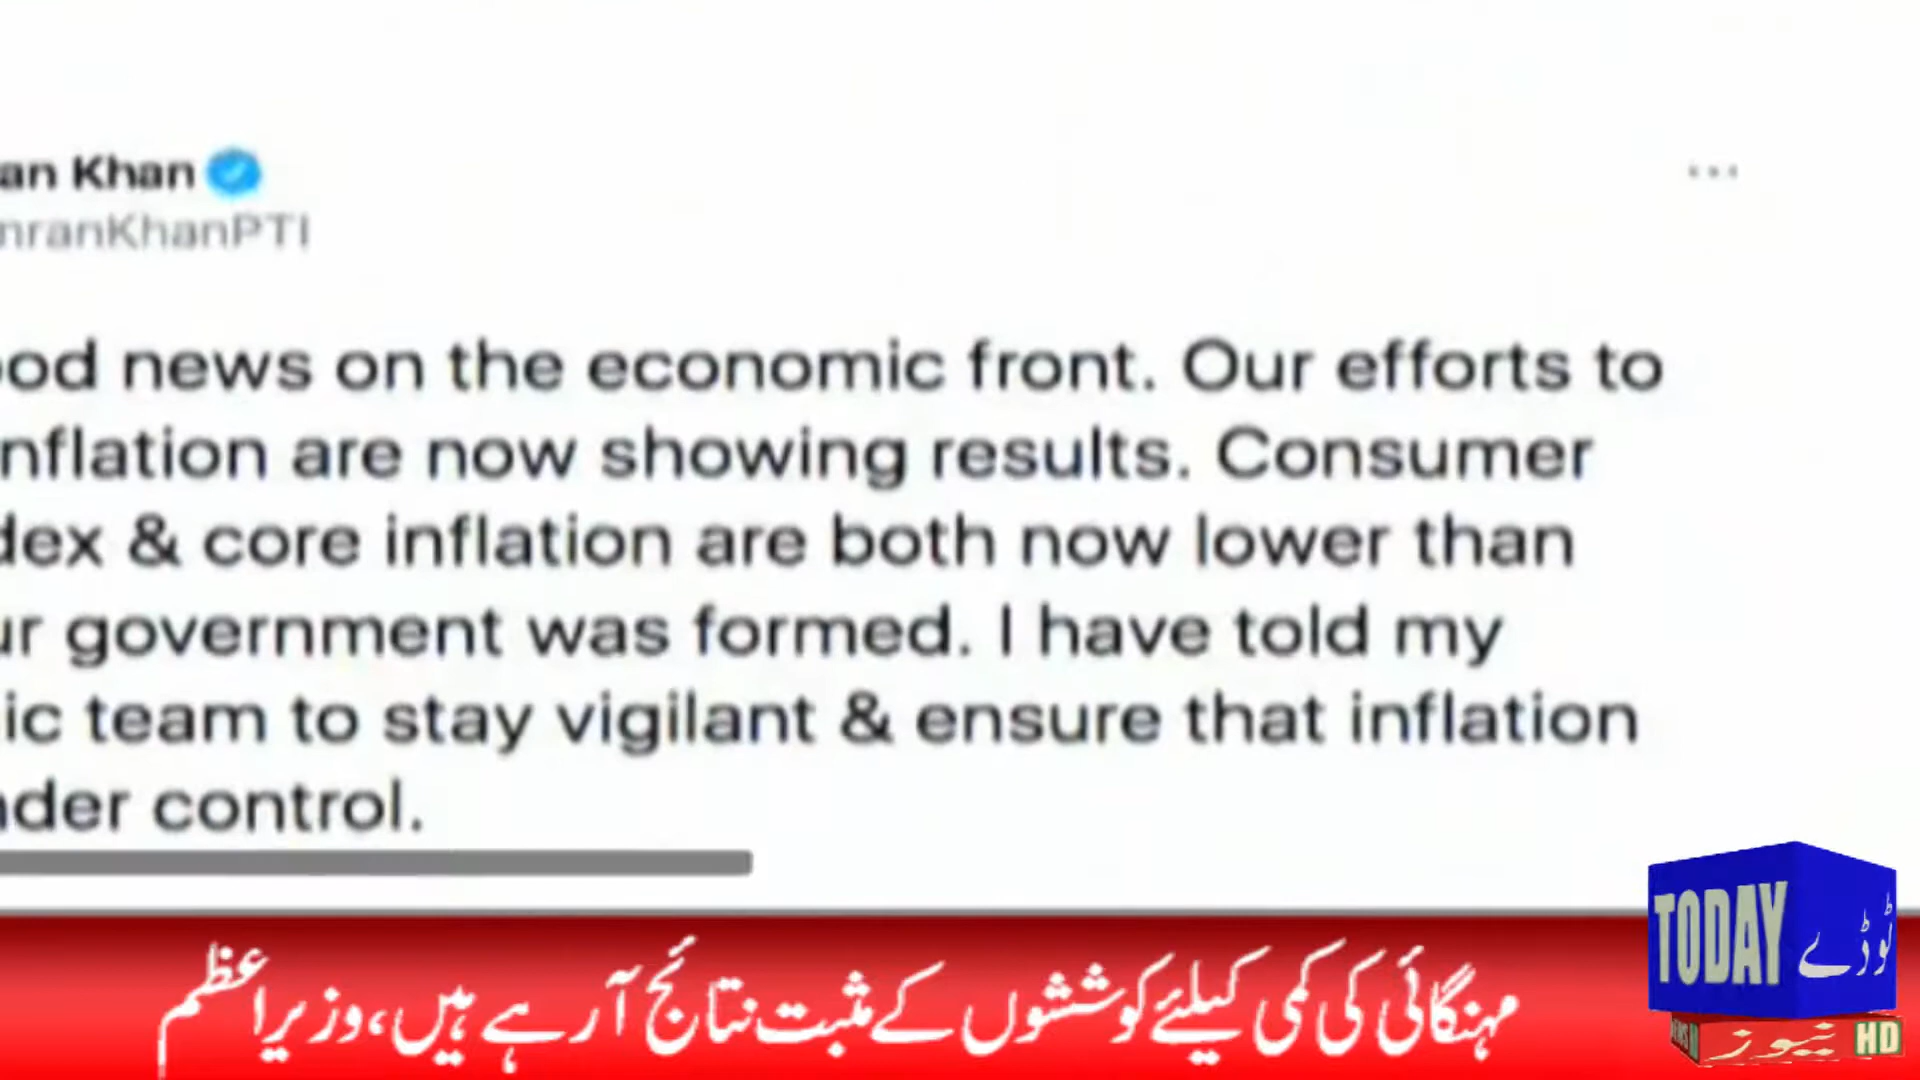 an Khan
nranKhanPTI
ood news on the economic front. Our efforts to
nflation are now showing results. Consumer
dex & core inflation are both now lower than
ur government was formed. I have told my
ic team to stay vigilant & ensure that inflation
nder control.
مہنگائی کی کمی کیلئے کوششوں کے مثبت نتائج آ رہے ہیں، وزیراعظم
TODAY ٹوڈے
NEWS نیوز HD